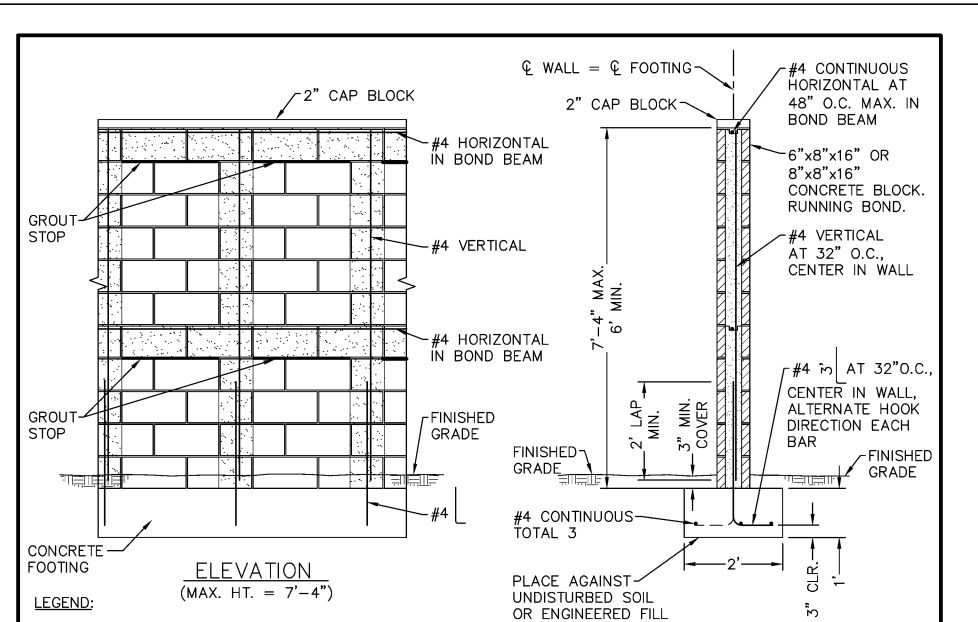 2" CAP BLOCK
#4 HORIZONTAL
IN BOND BEAM
GROUT
STOP
#4 VERTICAL
#4 HORIZONTAL
IN BOND BEAM
GROUT
STOP
FINISHED
GRADE
#4
CONCRETE
FOOTING
ELEVATION
(MAX. HT. = 7'-4")
LEGEND:
℄ WALL = ℄ FOOTING
2" CAP BLOCK
#4 CONTINUOUS
HORIZONTAL AT
48" O.C. MAX. IN
BOND BEAM
6"x8"x16" OR
8"x8"x16"
CONCRETE BLOCK.
RUNNING BOND.
#4 VERTICAL
AT 32" O.C.,
CENTER IN WALL
7'-4" MAX.
6' MIN.
2' LAP
MIN.
3" MIN.
COVER
#4 3' AT 32"O.C.,
CENTER IN WALL,
ALTERNATE HOOK
DIRECTION EACH
BAR
FINISHED
GRADE
FINISHED
GRADE
#4 CONTINUOUS
TOTAL 3
2'
3" CLR.
1'
PLACE AGAINST
UNDISTURBED SOIL
OR ENGINEERED FILL